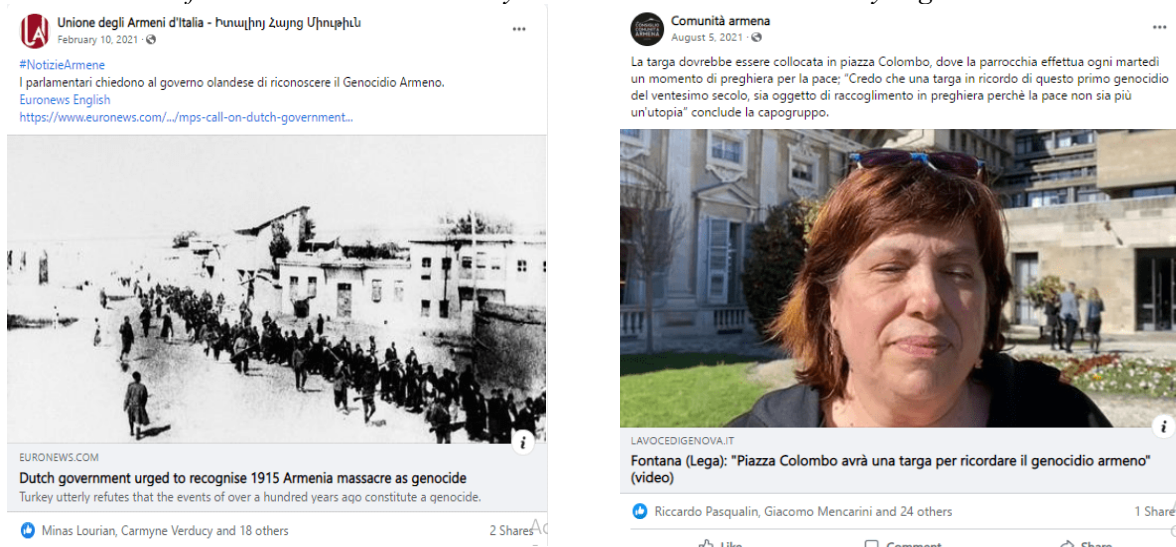 Unione degli Armeni d'Italia - Իտալիոյ Հայոց Միութիւն
February 10, 2021
#NotizieArmene
I parlamentari chiedono al governo olandese di riconoscere il Genocidio Armeno.
Euronews English
https://www.euronews.com/.../mps-call-on-dutch-government...
EURONEWS.COM
Dutch government urged to recognise 1915 Armenia massacre as genocide
Turkey utterly refutes that the events of over a hundred years ago constitute a genocide.
Minas Lourian, Carmyne Verducy and 18 others
2 Shares
CONSIGLIO
COMUNITÀ
ARMENA
Comunità armena
August 5, 2021
La targa dovrebbe essere collocata in piazza Colombo, dove la parrocchia effettua ogni martedì
un momento di preghiera per la pace; "Credo che una targa in ricordo di questo primo genocidio
del ventesimo secolo, sia oggetto di raccoglimento in preghiera perchè la pace non sia più
un'utopia" conclude la capogruppo.
LAVOCEDIGENOVA.IT
Fontana (Lega): "Piazza Colombo avrà una targa per ricordare il genocidio armeno"
(video)
Riccardo Pasqualin, Giacomo Mencarini and 24 others
1 Share
Like
Comment
Share